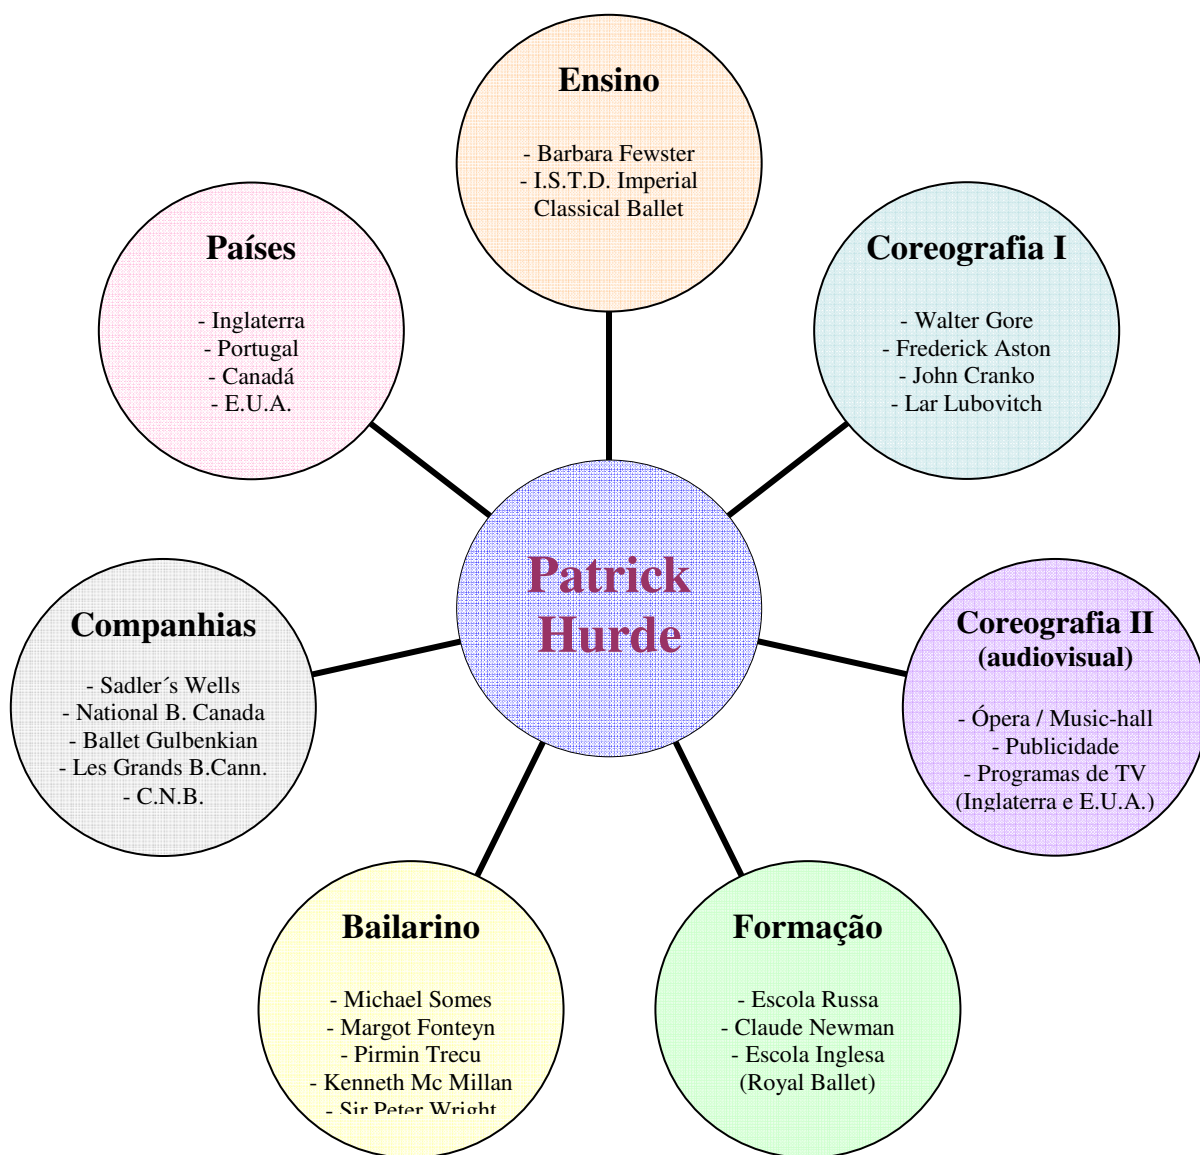 Ensino
- Barbara Fewster
- I.S.T.D. Imperial
Classical Ballet
Países
- Inglaterra
- Portugal
- Canadá
- E.U.A.
Coreografia I
- Walter Gore
- Frederick Aston
- John Cranko
- Lar Lubovitch
Patrick
Hurde
Companhias
- Sadler´s Wells
- National B. Canada
- Ballet Gulbenkian
- Les Grands B.Cann.
- C.N.B.
Coreografia II
(audiovisual)
- Ópera / Music-hall
- Publicidade
- Programas de TV
(Inglaterra e E.U.A.)
Bailarino
- Michael Somes
- Margot Fonteyn
- Pirmin Trecu
- Kenneth Mc Millan
- Sir Peter Wright
Formação
- Escola Russa
- Claude Newman
- Escola Inglesa
(Royal Ballet)